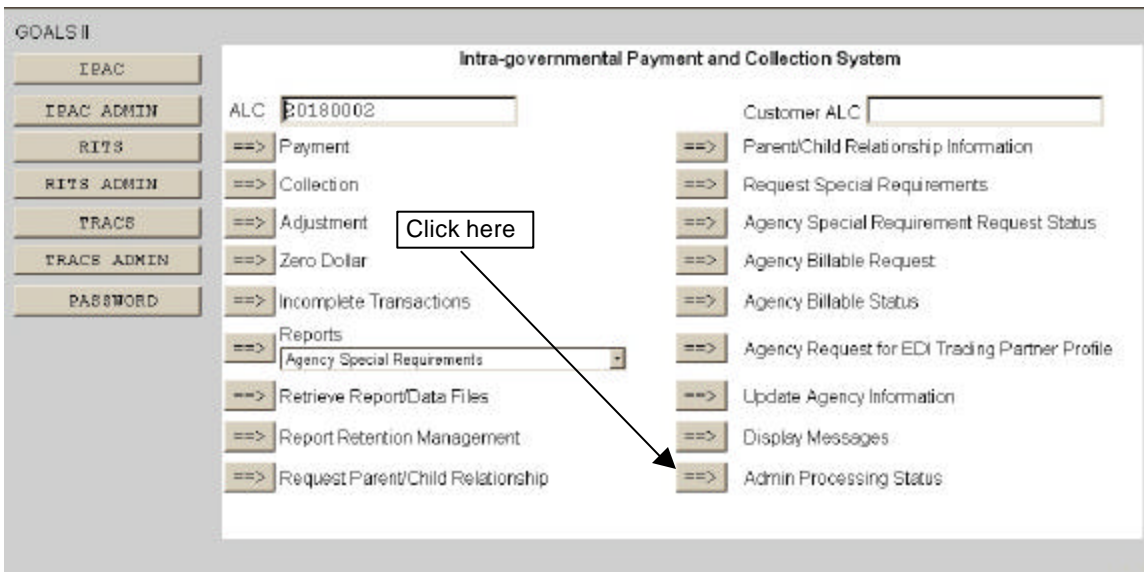 GOALS II
Intra-governmental Payment and Collection System
IPAC
IPAC ADMIN
RITS
RITS ADMIN
TRACS
TRACS ADMIN
PASSWORD
ALC 20180002
Customer ALC
==> Payment
==> Parent/Child Relationship Information
==> Collection
==> Request Special Requirements
==> Adjustment
Click here
==> Agency Special Requirement Request Status
==> Zero Dollar
==> Agency Billable Request
==> Incomplete Transactions
==> Agency Billable Status
==> Reports
Agency Special Requirements
==> Agency Request for EDI Trading Partner Profile
==> Retrieve Report/Data Files
==> Update Agency Information
==> Report Retention Management
==> Display Messages
==> Request Parent/Child Relationship
==> Admin Processing Status